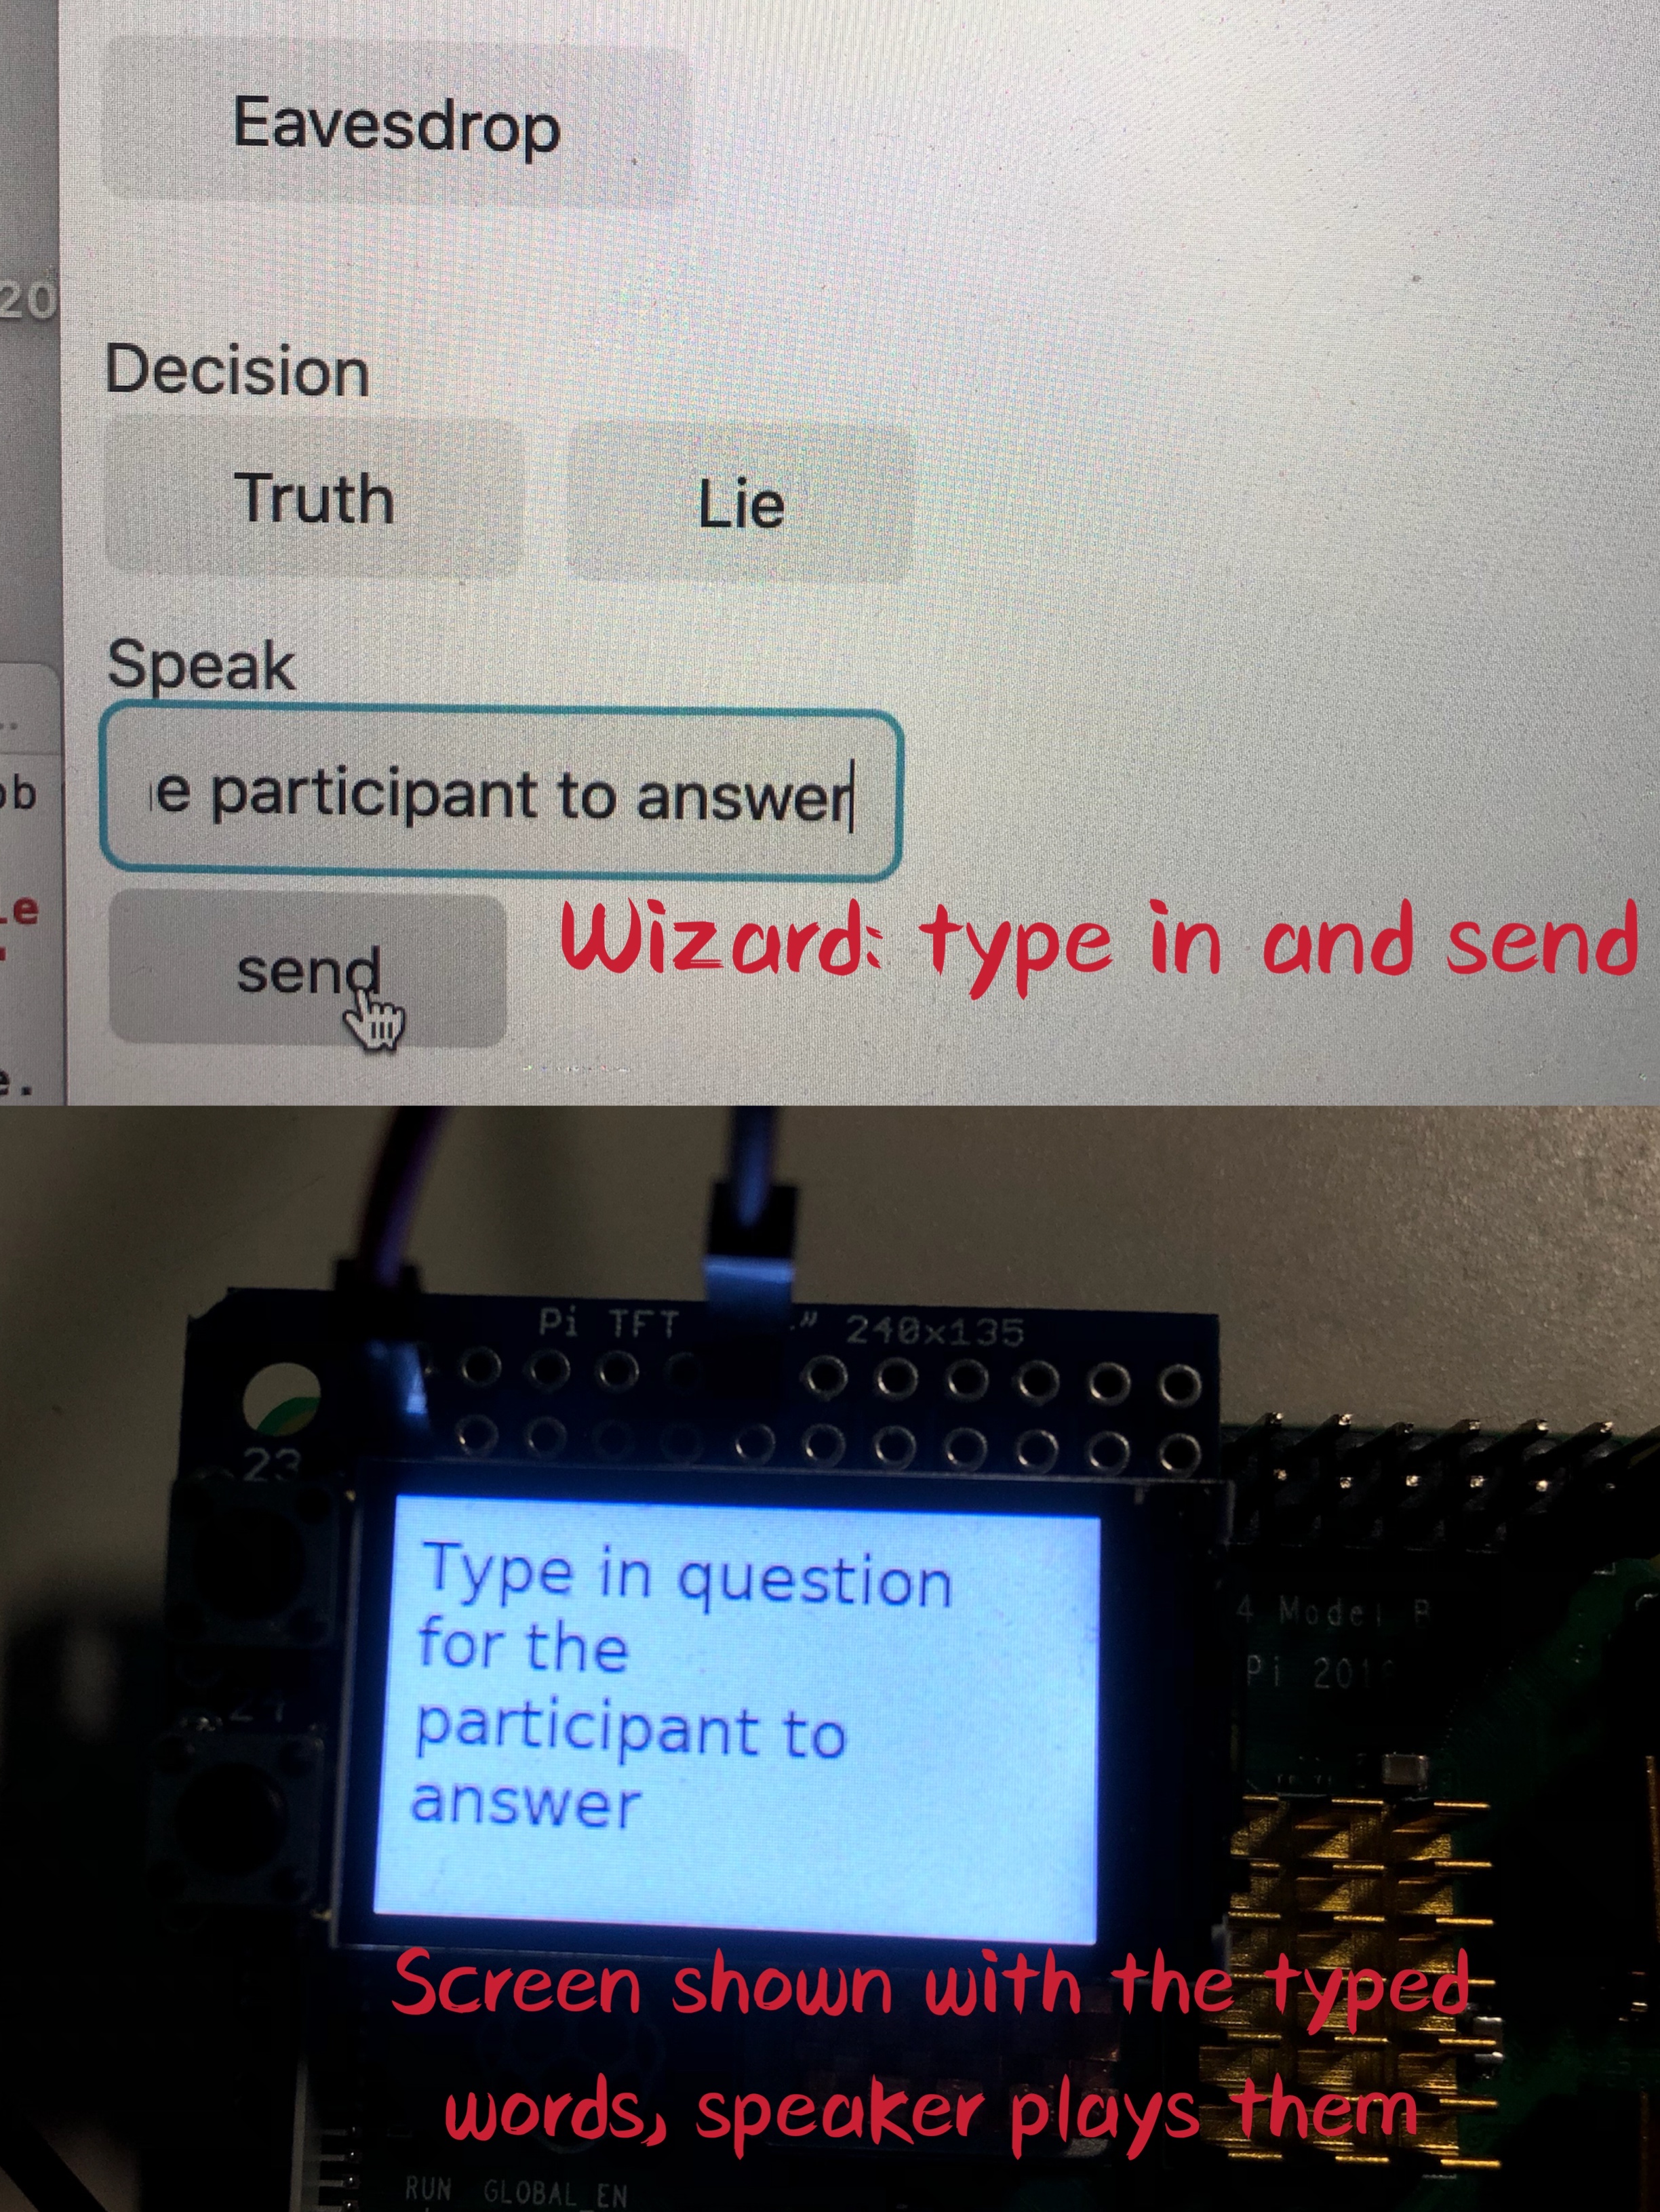 Eavesdrop
20
Decision
Truth Lie
Speak
e participant to answer
send
Wizard: type in and send
Pi TFT 240x135
23
Type in question
for the
participant to
answer
4 Model B
Pi 201
Screen shown with the typed
words, speaker plays them
RUN GLOBAL_EN